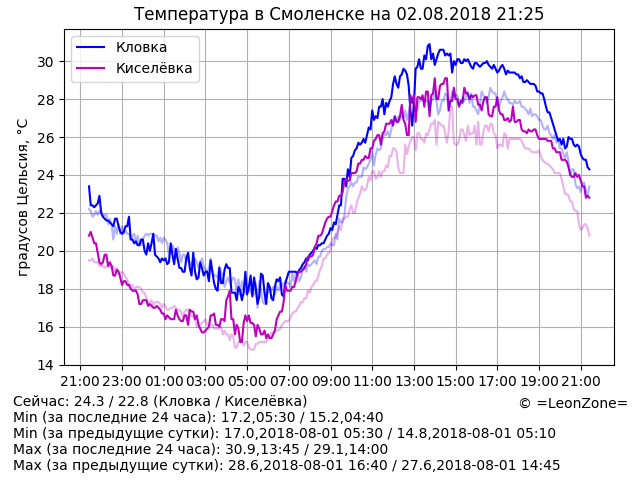 Температура в Смоленске на 02.08.2018 21:25
Кловка
Киселёвка
градусов Цельсия, °C
30
28
26
24
22
20
18
16
14
21:00 23:00 01:00 03:00 05:00 07:00 09:00 11:00 13:00 15:00 17:00 19:00 21:00
Сейчас: 24.3 / 22.8 (Кловка / Киселёвка)
© =LeonZone=
Min (за последние 24 часа): 17.2,05:30 / 15.2,04:40
Min (за предыдущие сутки): 17.0,2018-08-01 05:30 / 14.8,2018-08-01 05:10
Max (за последние 24 часа): 30.9,13:45 / 29.1,14:00
Max (за предыдущие сутки): 28.6,2018-08-01 16:40 / 27.6,2018-08-01 14:45